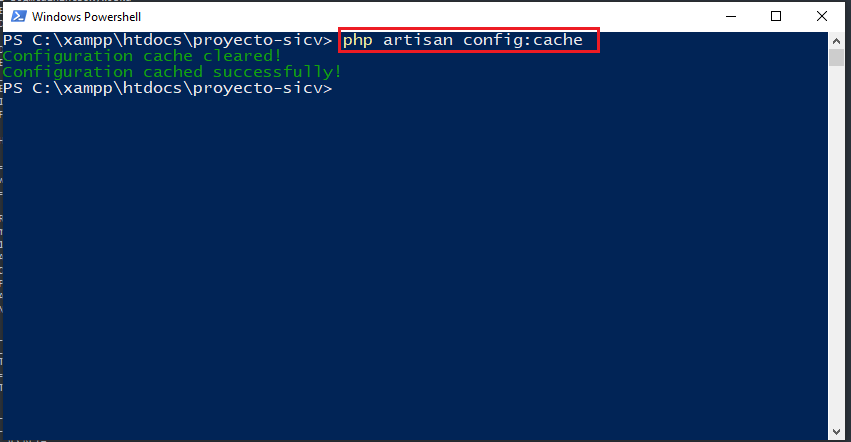 Windows Powershell
PS C:\xampp\htdocs\proyecto-sicv> php artisan config:cache
Configuration cache cleared!
Configuration cached successfully!
PS C:\xampp\htdocs\proyecto-sicv>